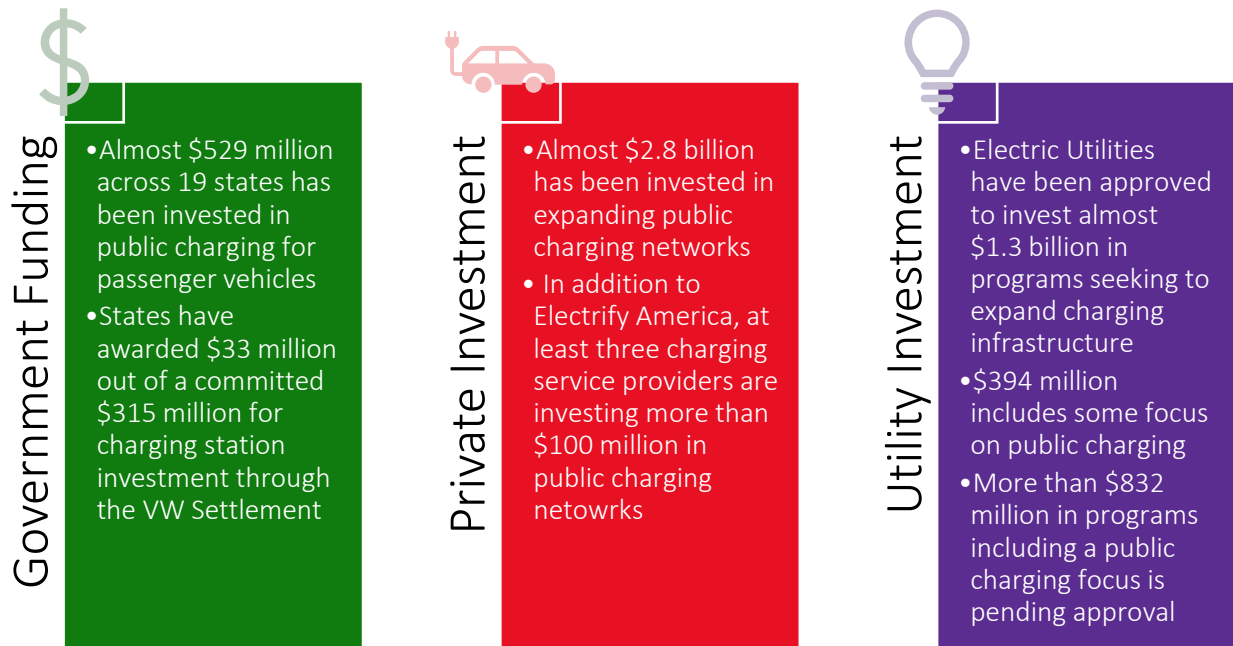 Government Funding
•Almost $529 million
across 19 states has
been invested in
public charging for
passenger vehicles
•States have
awarded $33 million
out of a committed
$315 million for
charging station
investment through
the VW Settlement
Private Investment
•Almost $2.8 billion
has been invested in
expanding public
charging networks
• In addition to
Electrify America, at
least three charging
service providers are
investing more than
$100 million in
public charging
netowrks
Utility Investment
•Electric Utilities
have been approved
to invest almost
$1.3 billion in
programs seeking to
expand charging
infrastructure
•$394 million
includes some focus
on public charging
•More than $832
million in programs
including a public
charging focus is
pending approval